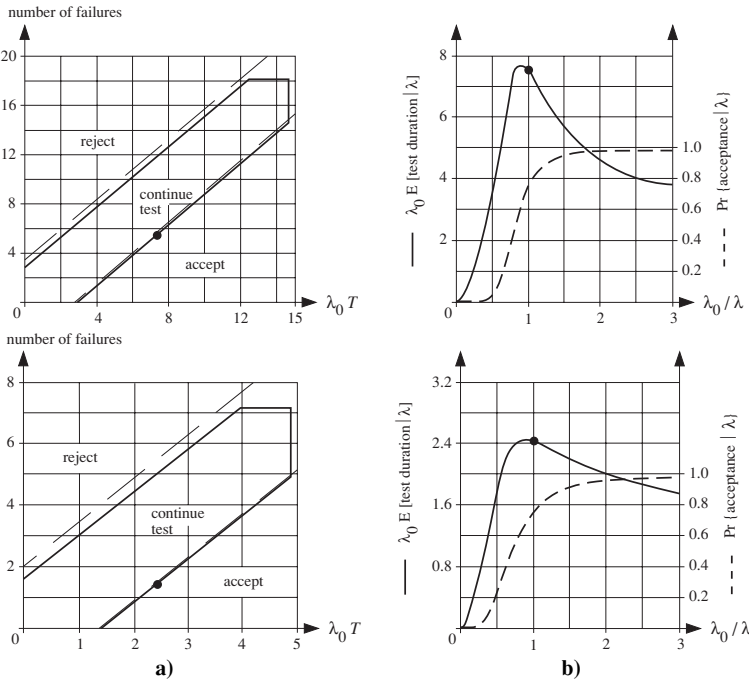 number of failures
20
16
12
8
4
0
reject
continue
test
accept
4
8
12
15
λ0 T
a)
8
6
4
2
0
λ0 E [test duration | λ]
1.0
0.8
0.6
0.4
0.2
Pr {acceptance | λ}
1
2
3
λ0 / λ
b)
number of failures
8
6
4
2
0
reject
continue
test
accept
1
2
3
4
5
λ0 T
3.2
2.4
1.6
0.8
0
λ0 E [test duration | λ]
1.0
0.8
0.6
0.4
0.2
Pr {acceptance | λ}
1
2
3
λ0 / λ
a)
b)